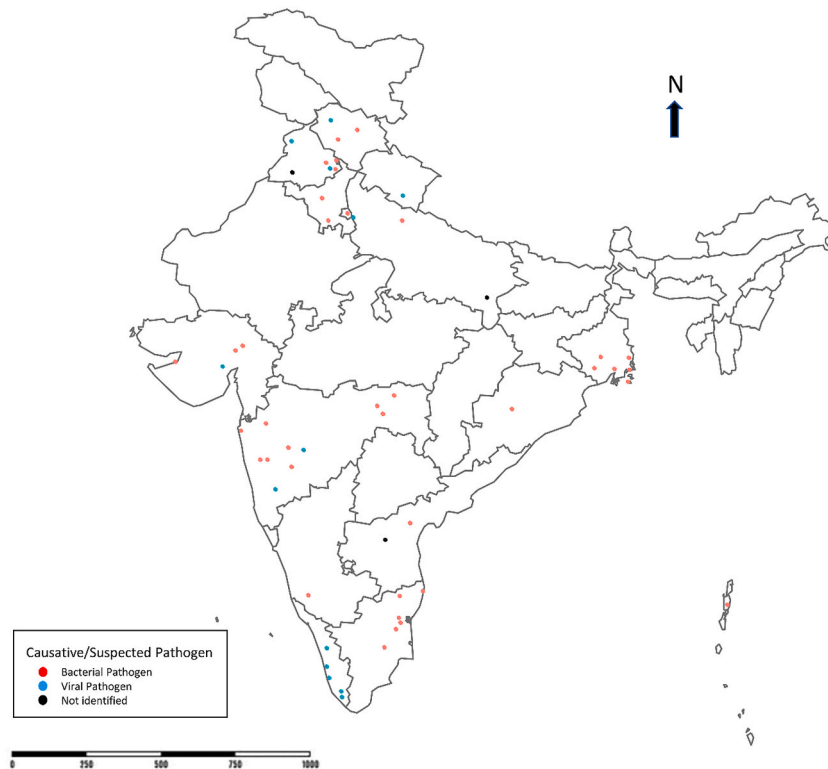 N
Causative/Suspected Pathogen
Bacterial Pathogen
Viral Pathogen
Not identified
0 250 500 750 1000